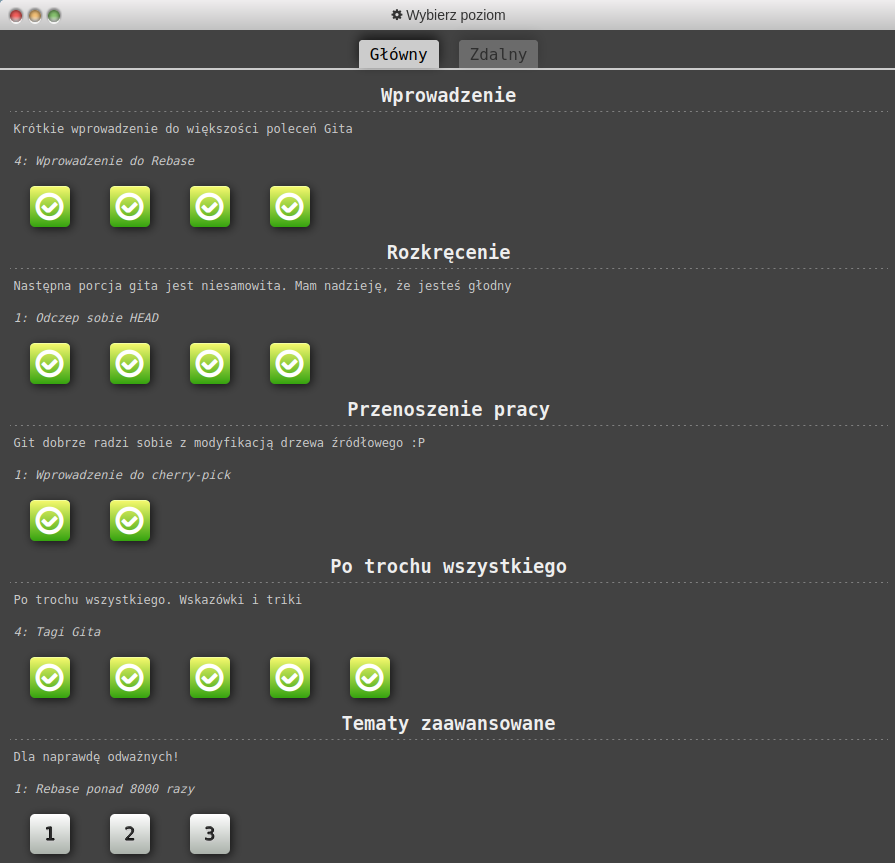 Wybierz poziom
Główny
Zdalny
Wprowadzenie
Krótkie wprowadzenie do większości poleceń Gita
4: Wprowadzenie do Rebase
Rozkręcenie
Następna porcja gita jest niesamowita. Mam nadzieję, że jesteś głodny
1: Odczep sobie HEAD
Przenoszenie pracy
Git dobrze radzi sobie z modyfikacją drzewa źródłowego :P
1: Wprowadzenie do cherry-pick
Po trochu wszystkiego
Po trochu wszystkiego. Wskazówki i triki
4: Tagi Gita
Tematy zaawansowane
Dla naprawdę odważnych!
1: Rebase ponad 8000 razy
1 2 3